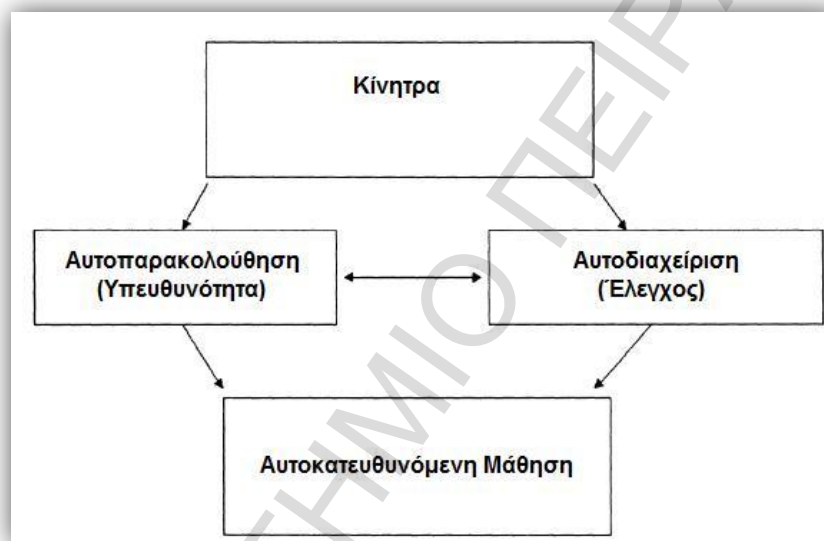 Κίνητρα
Αυτοπαρακολούθηση
(Υπευθυνότητα)
Αυτοδιαχείριση
(Έλεγχος)
Αυτοκατευθυνόμενη Μάθηση